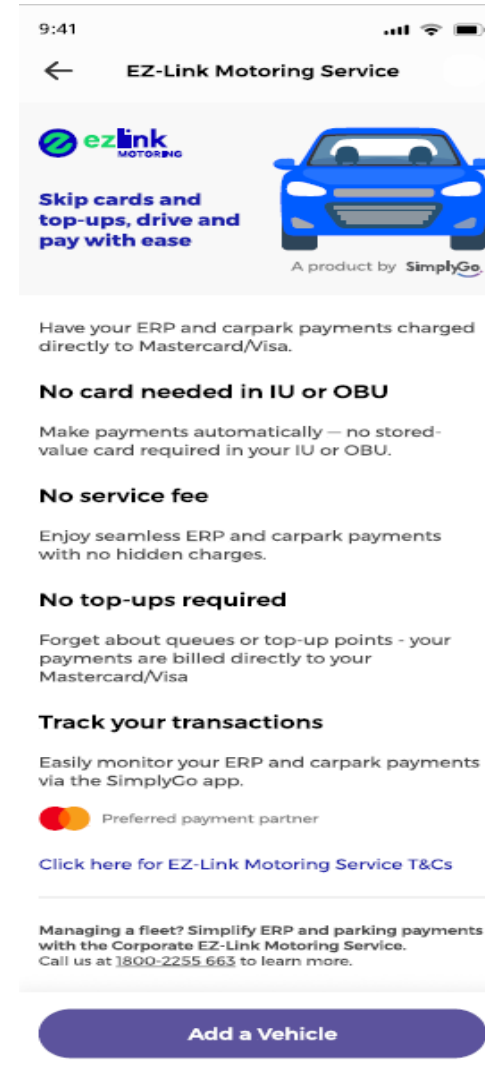 9:41
EZ-Link Motoring Service
ezlink
MOTORING
Skip cards and
top-ups, drive and
pay with ease
A product by SimplyGo.
Have your ERP and carpark payments charged
directly to Mastercard/Visa.
No card needed in IU or OBU
Make payments automatically — no stored-
value card required in your IU or OBU.
No service fee
Enjoy seamless ERP and carpark payments
with no hidden charges.
No top-ups required
Forget about queues or top-up points - your
payments are billed directly to your
Mastercard/Visa
Track your transactions
Easily monitor your ERP and carpark payments
via the SimplyGo app.
Preferred payment partner
Click here for EZ-Link Motoring Service T&Cs
Managing a fleet? Simplify ERP and parking payments
with the Corporate EZ-Link Motoring Service.
Call us at 1800-2255 663 to learn more.
Add a Vehicle